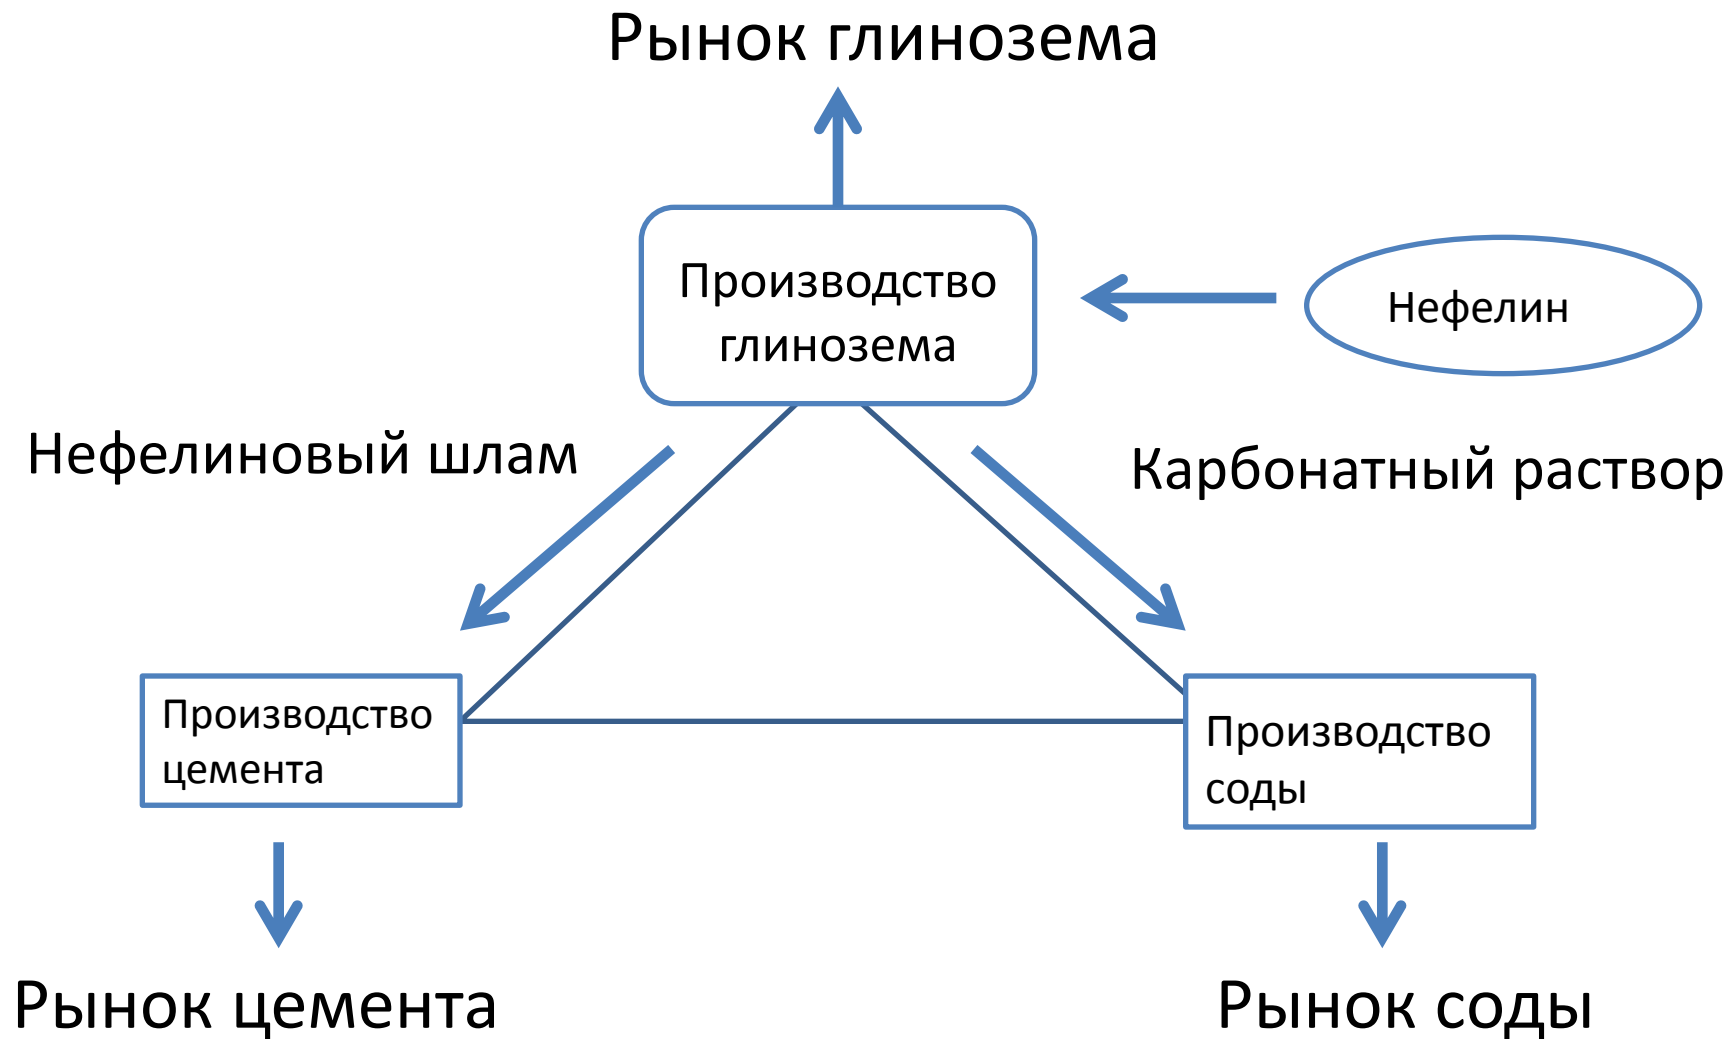 Рынок глинозема
Производство
глинозема
Нефелин
Нефелиновый шлам
Карбонатный раствор
Производство
цемента
Производство
соды
Рынок цемента
Рынок соды